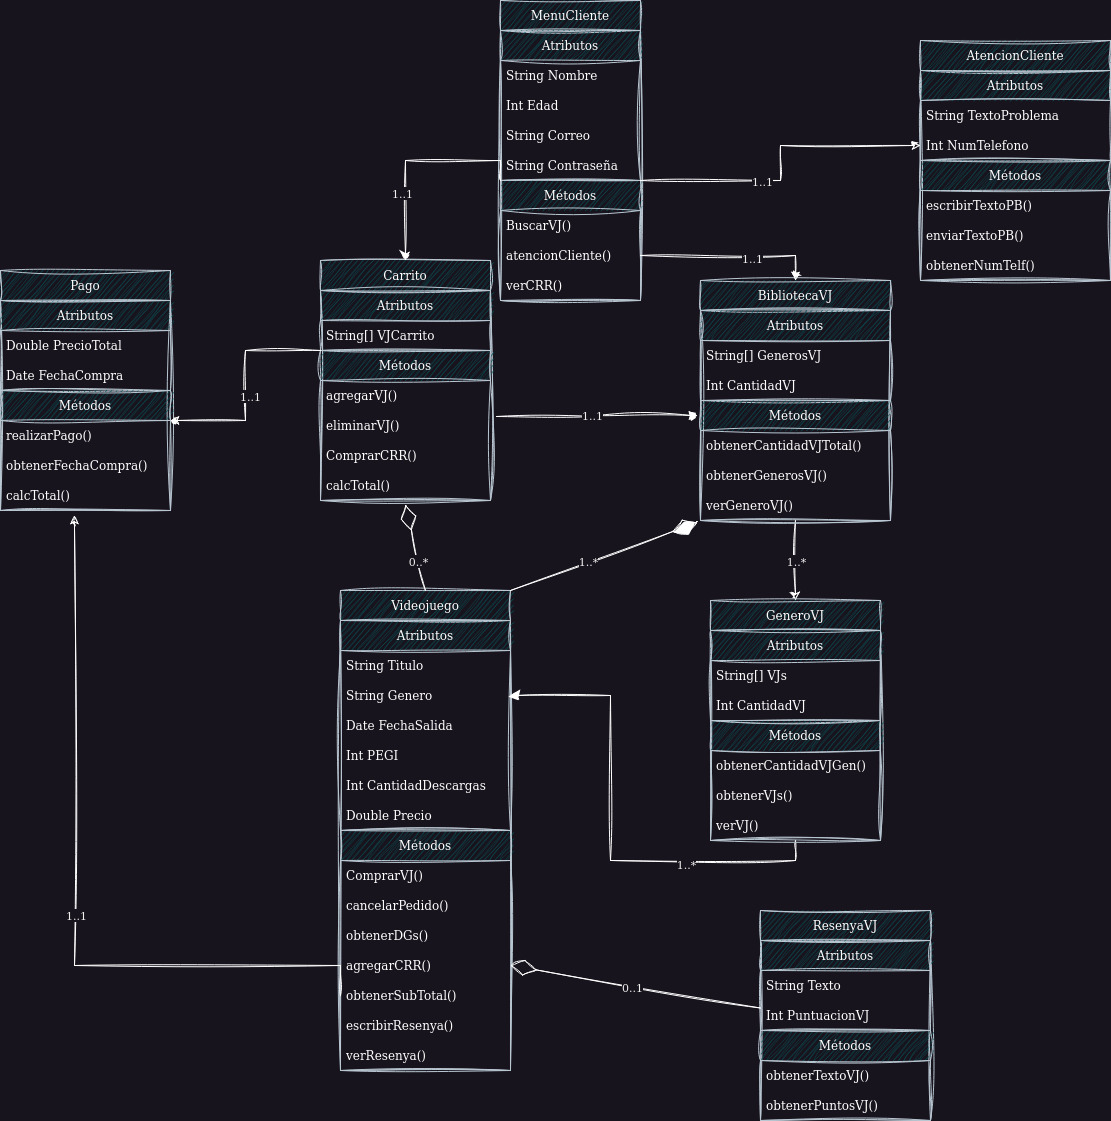 MenuCliente
Atributos
String Nombre
Int Edad
String Correo
String Contraseña
Métodos
BuscarVJ()
atencionCliente()
verCRR()
AtencionCliente
Atributos
String TextoProblema
Int NumTelefono
Métodos
escribirTextoPB()
enviarTextoPB()
obtenerNumTelf()
1..1
1..1
1..1
Pago
Atributos
Double PrecioTotal
Date FechaCompra
Métodos
realizarPago()
obtenerFechaCompra()
calcTotal()
1..1
Carrito
Atributos
String[] VJCarrito
Métodos
agregarVJ()
eliminarVJ()
ComprarCRR()
calcTotal()
1..1
BibliotecaVJ
Atributos
String[] GenerosVJ
Int CantidadVJ
Métodos
obtenerCantidadVJTotal()
obtenerGenerosVJ()
verGeneroVJ()
0..*
1..*
1..*
Videojuego
Atributos
String Titulo
String Genero
Date FechaSalida
Int PEGI
Int CantidadDescargas
Double Precio
Métodos
ComprarVJ()
cancelarPedido()
obtenerDGs()
agregarCRR()
obtenerSubTotal()
escribirResenya()
verResenya()
GeneroVJ
Atributos
String[] VJs
Int CantidadVJ
Métodos
obtenerCantidadVJGen()
obtenerVJs()
verVJ()
1..*
1..1
0..1
ResenyaVJ
Atributos
String Texto
Int PuntuacionVJ
Métodos
obtenerTextoVJ()
obtenerPuntosVJ()